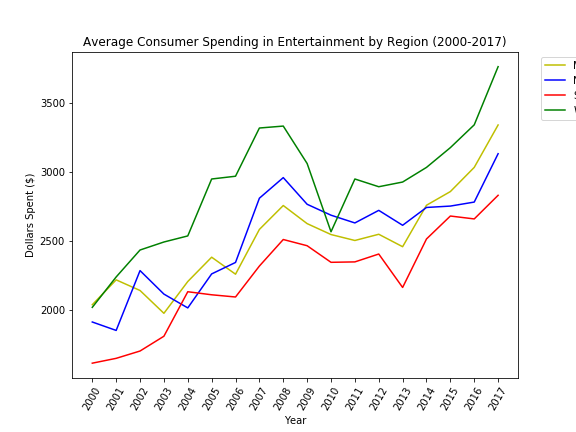 Average Consumer Spending in Entertainment by Region (2000-2017)
3500
3000
2500
2000
Dollars Spent ($)
2000 2001 2002 2003 2004 2005 2006 2007 2008 2009 2010 2011 2012 2013 2014 2015 2016 2017
Year